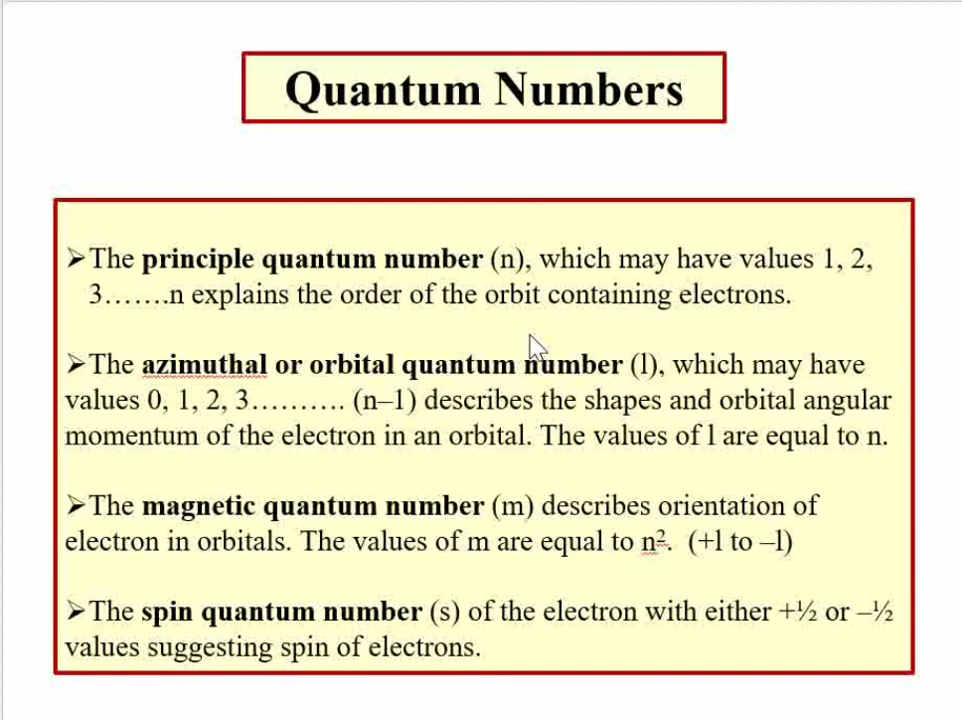 Quantum Numbers
➢The principle quantum number (n), which may have values 1, 2,
3…….n explains the order of the orbit containing electrons.
➢The azimuthal or orbital quantum number (l), which may have
values 0, 1, 2, 3………. (n–1) describes the shapes and orbital angular
momentum of the electron in an orbital. The values of l are equal to n.
➢The magnetic quantum number (m) describes orientation of
electron in orbitals. The values of m are equal to n². (+l to –l)
➢The spin quantum number (s) of the electron with either +½ or –½
values suggesting spin of electrons.